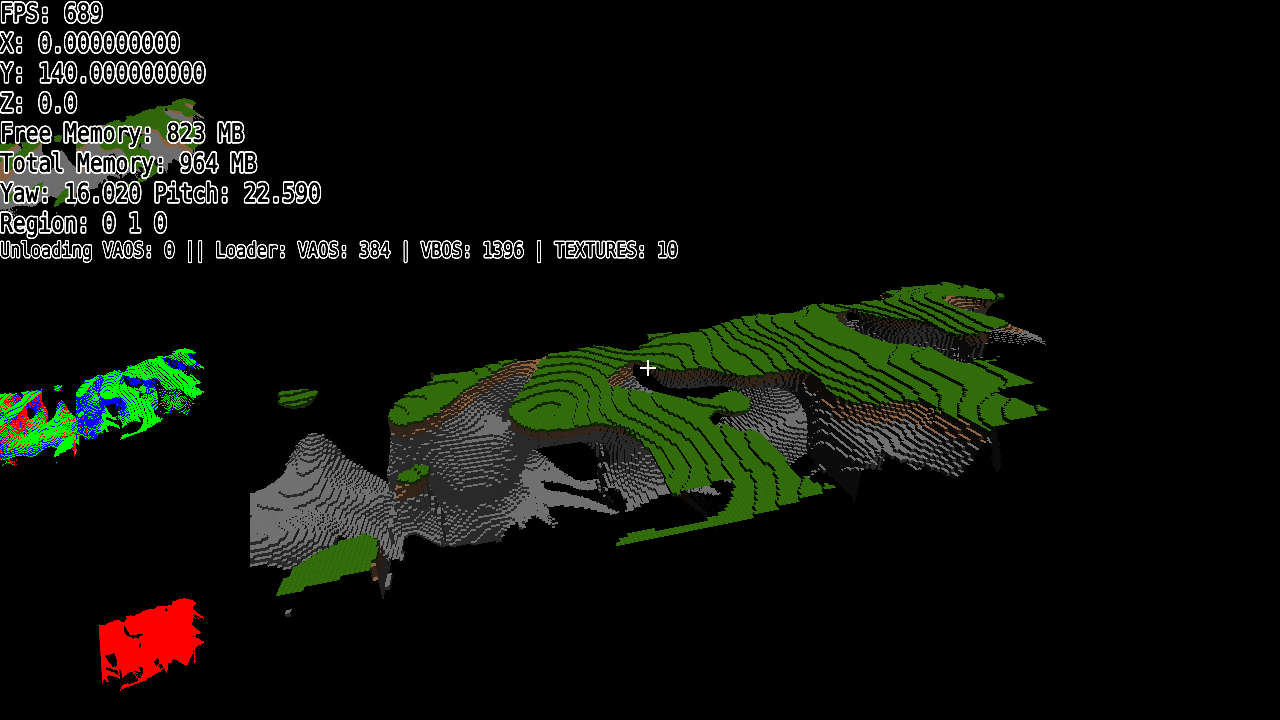 FPS: 689
X: 0.000000000
Y: 140.000000000
Z: 0.0
Free Memory: 823 MB
Total Memory: 964 MB
Yaw: 16.020 Pitch: 22.590
Region: 0 1 0
Unloading VAOS: 0 || Loader: VAOS: 384 | VBOS: 1396 | TEXTURES: 10